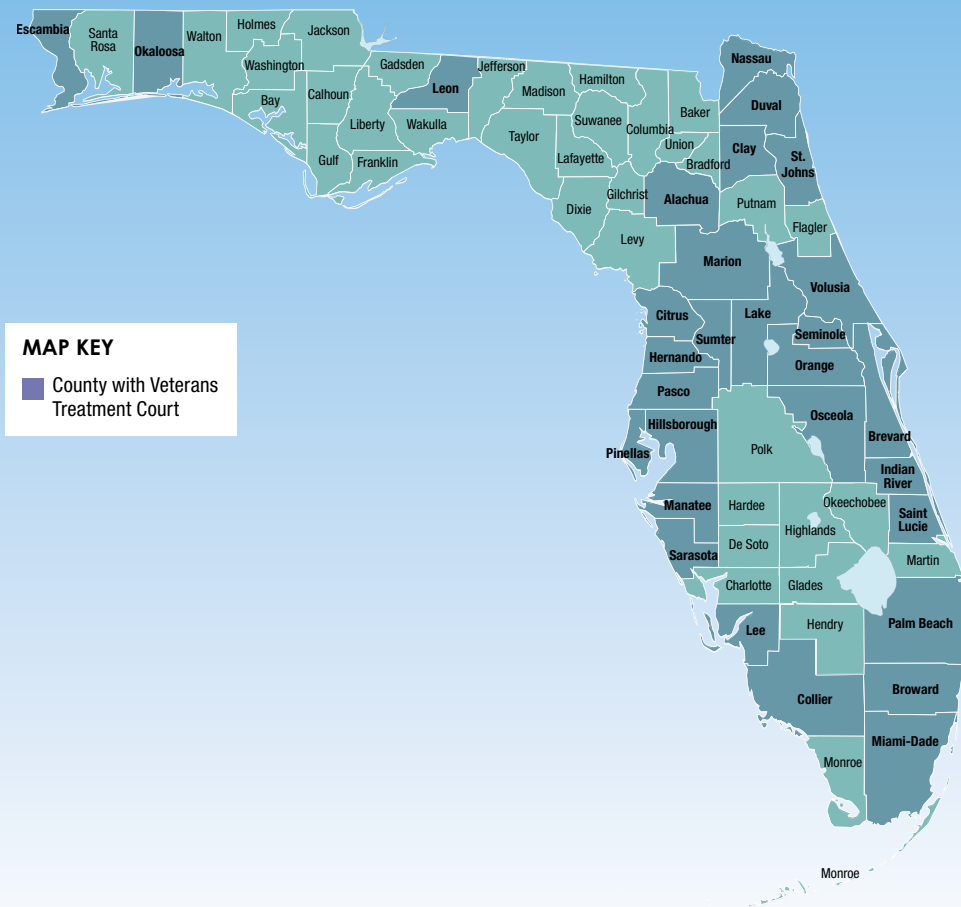 Escambia
Santa
Rosa
Okaloosa
Walton
Holmes
Washington
Bay
Jackson
Calhoun
Gulf
Liberty
Franklin
Gadsden
Leon
Wakulla
Jefferson
Madison
Taylor
Hamilton
Suwanee
Lafayette
Dixie
Columbia
Gilchrist
Levy
Baker
Union
Bradford
Alachua
Nassau
Duval
Clay
St.
Johns
Putnam
Flagler
Marion
Volusia
Citrus
Sumter
Lake
Seminole
Hernando
Orange
Pasco
Osceola
Hillsborough
Pinellas
Brevard
Polk
Indian
River
Manatee
Hardee
Highlands
Okeechobee
Saint
Lucie
Sarasota
De Soto
Martin
Charlotte
Glades
Lee
Hendry
Palm Beach
Collier
Broward
Miami-Dade
Monroe
Monroe
MAP KEY
County with Veterans
Treatment Court